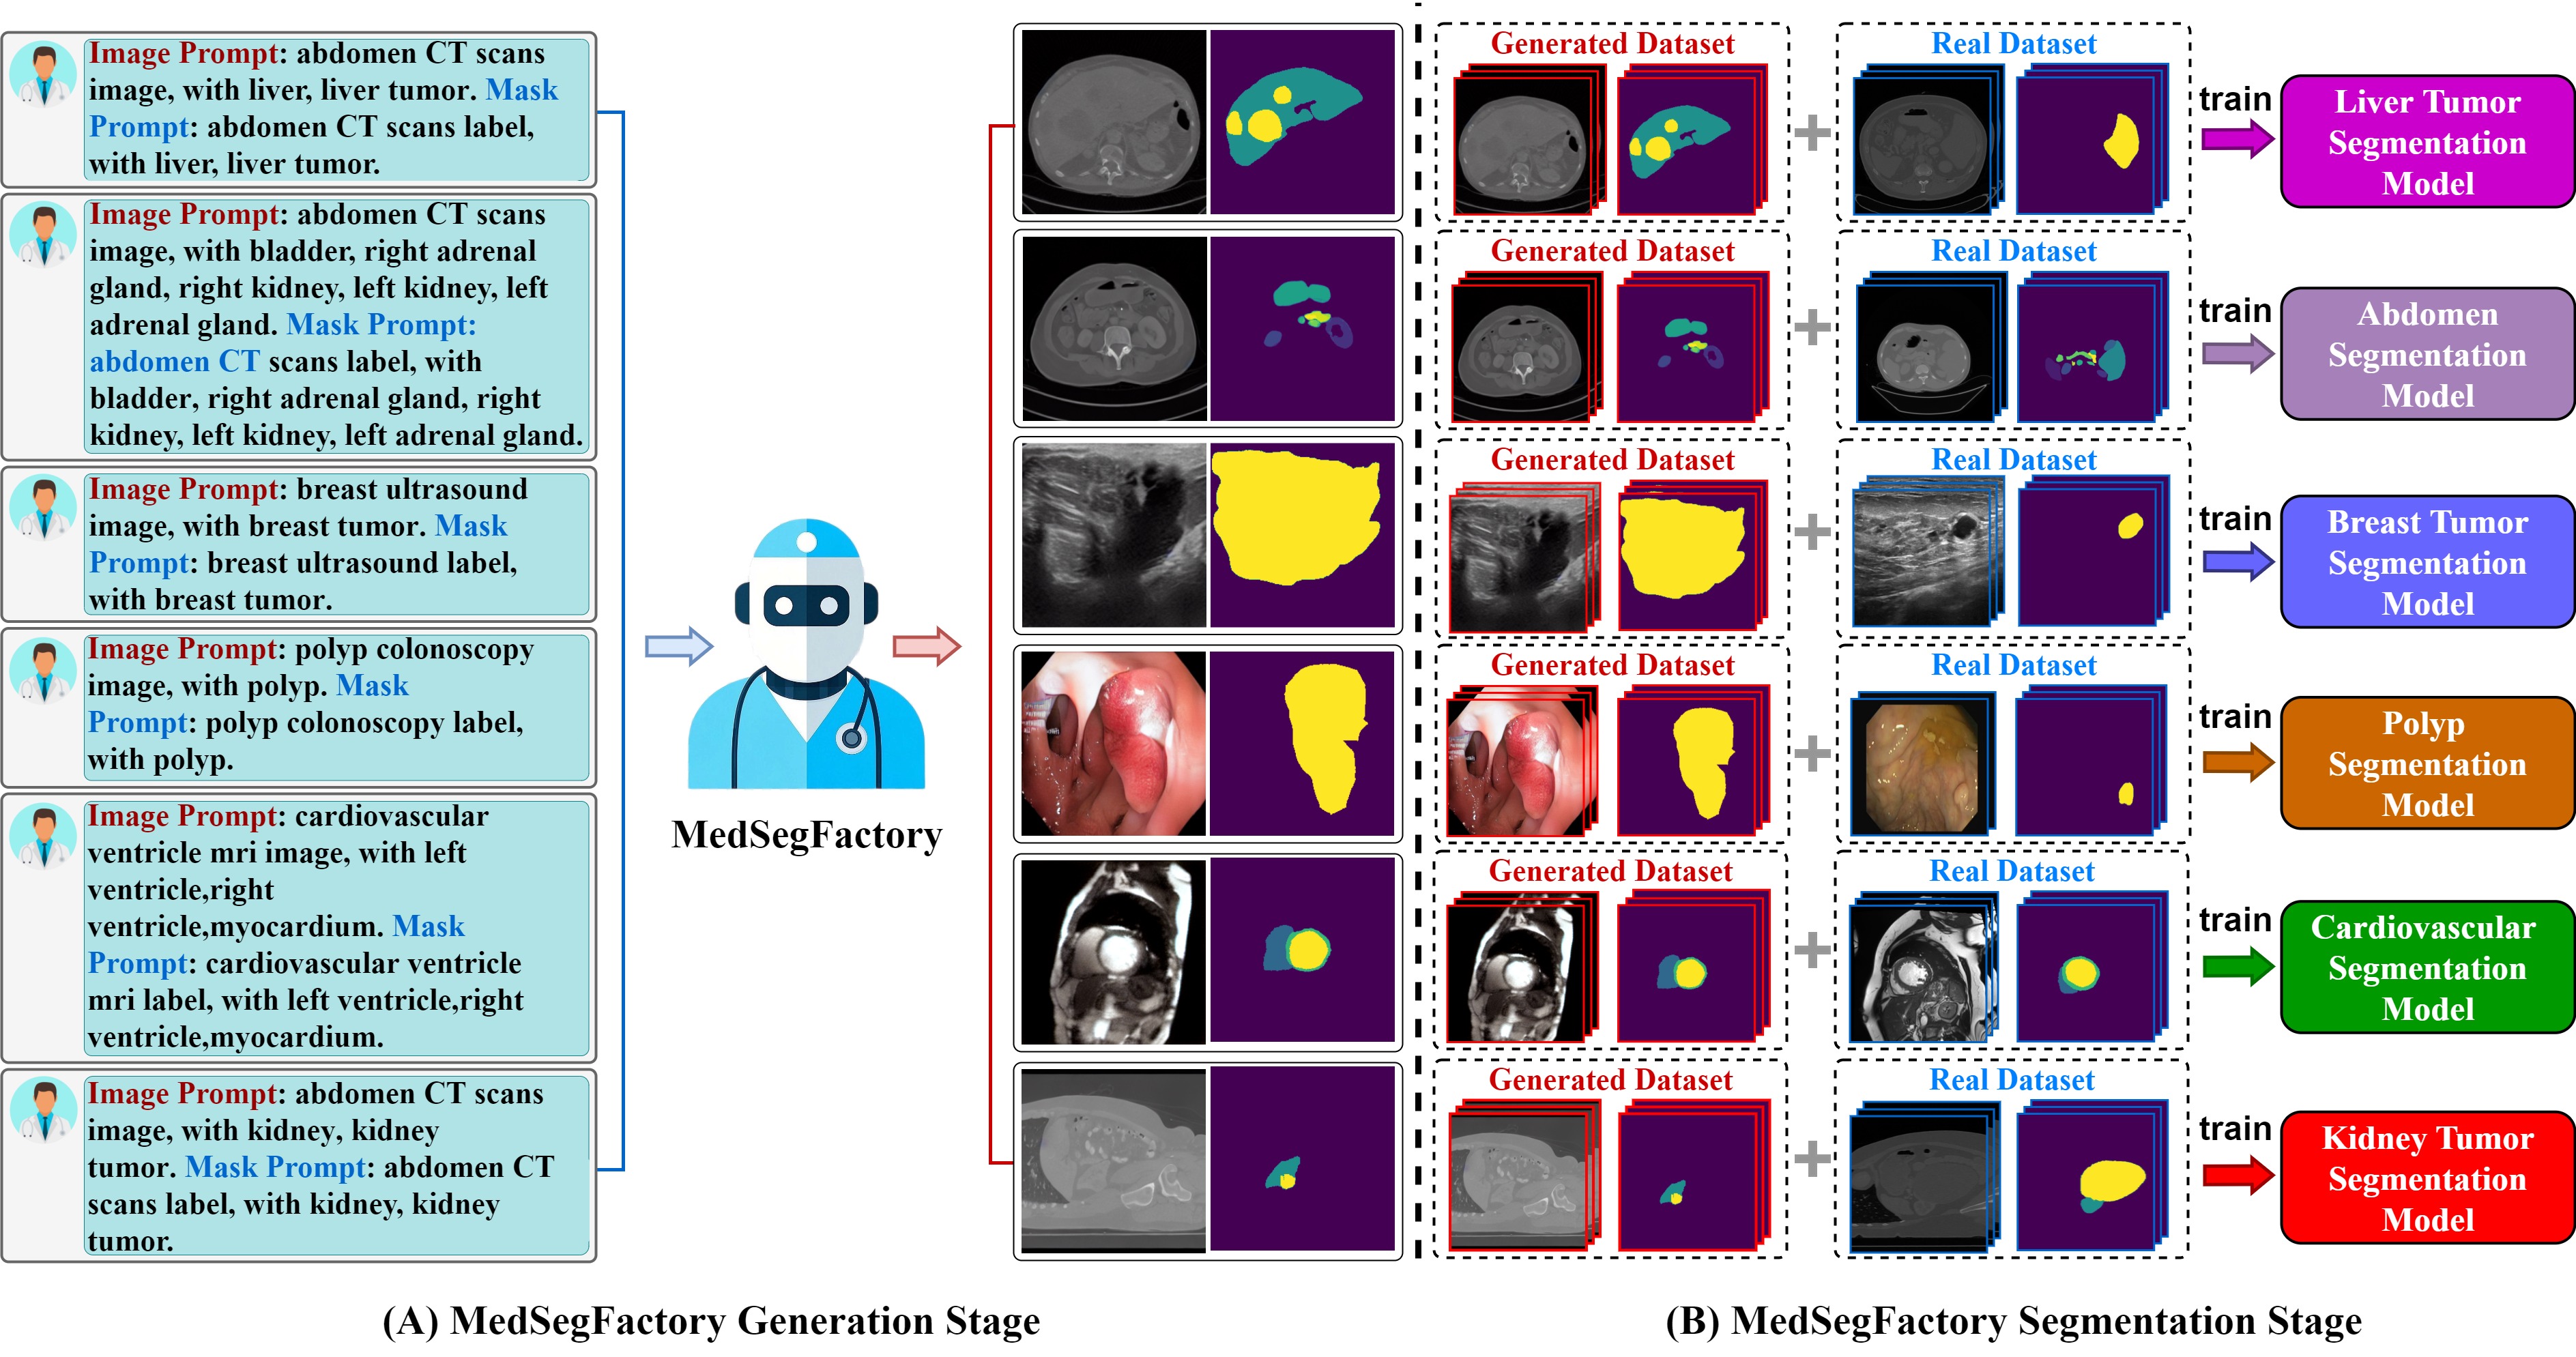 Image Prompt: abdomen CT scans
image, with liver, liver tumor. Mask
Prompt: abdomen CT scans label,
with liver, liver tumor.
Image Prompt: abdomen CT scans
image, with bladder, right adrenal
gland, right kidney, left kidney, left
adrenal gland. Mask Prompt:
abdomen CT scans label, with
bladder, right adrenal gland, right
kidney, left kidney, left adrenal gland.
Image Prompt: breast ultrasound
image, with breast tumor. Mask
Prompt: breast ultrasound label,
with breast tumor.
Image Prompt: polyp colonoscopy
image, with polyp. Mask
Prompt: polyp colonoscopy label,
with polyp.
Image Prompt: cardiovascular
ventricle mri image, with left
ventricle,right
ventricle,myocardium. Mask
Prompt: cardiovascular ventricle
mri label, with left ventricle,right
ventricle,myocardium.
Image Prompt: abdomen CT scans
image, with kidney, kidney
tumor. Mask Prompt: abdomen CT
scans label, with kidney, kidney
tumor.
MedSegFactory
(A) MedSegFactory Generation Stage
Generated Dataset
Real Dataset
train
Liver Tumor
Segmentation
Model
Generated Dataset
Real Dataset
train
Abdomen
Segmentation
Model
Generated Dataset
Real Dataset
train
Breast Tumor
Segmentation
Model
Generated Dataset
Real Dataset
train
Polyp
Segmentation
Model
Generated Dataset
Real Dataset
train
Cardiovascular
Segmentation
Model
Generated Dataset
Real Dataset
train
Kidney Tumor
Segmentation
Model
(B) MedSegFactory Segmentation Stage